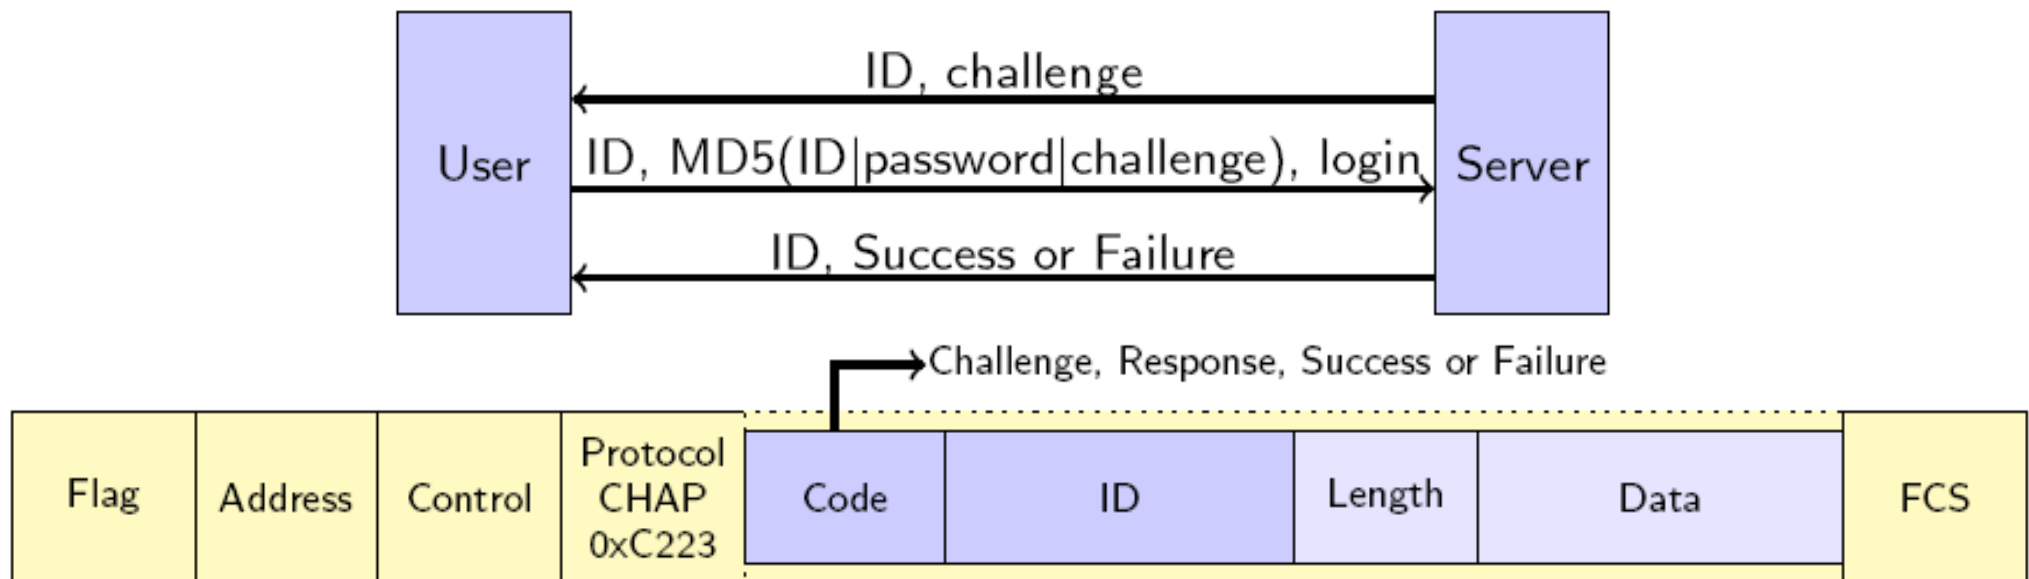 ID, challenge
User
ID, MD5(ID|password|challenge), login
Server
ID, Success or Failure
Challenge, Response, Success or Failure
Flag
Address
Control
Protocol
CHAP
0xC223
Code
ID
Length
Data
FCS